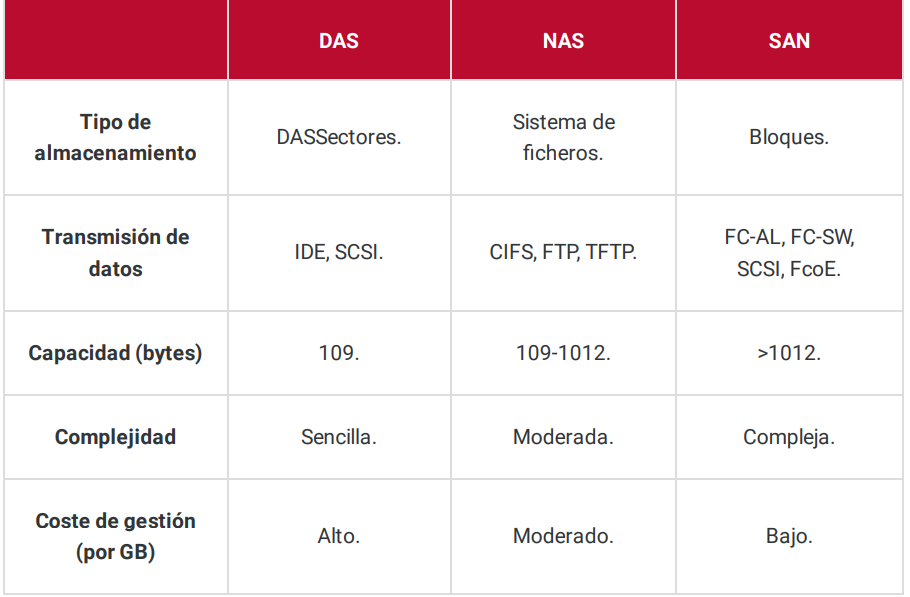 DAS
NAS
SAN
Tipo de
almacenamiento
DASSectores.
Sistema de
ficheros.
Bloques.
Transmisión de
datos
IDE, SCSI.
CIFS, FTP, TFTP.
FC-AL, FC-SW,
SCSI, FcoE.
Capacidad (bytes)
109.
109-1012.
>1012.
Complejidad
Sencilla.
Moderada.
Compleja.
Coste de gestión
(por GB)
Alto.
Moderado.
Bajo.